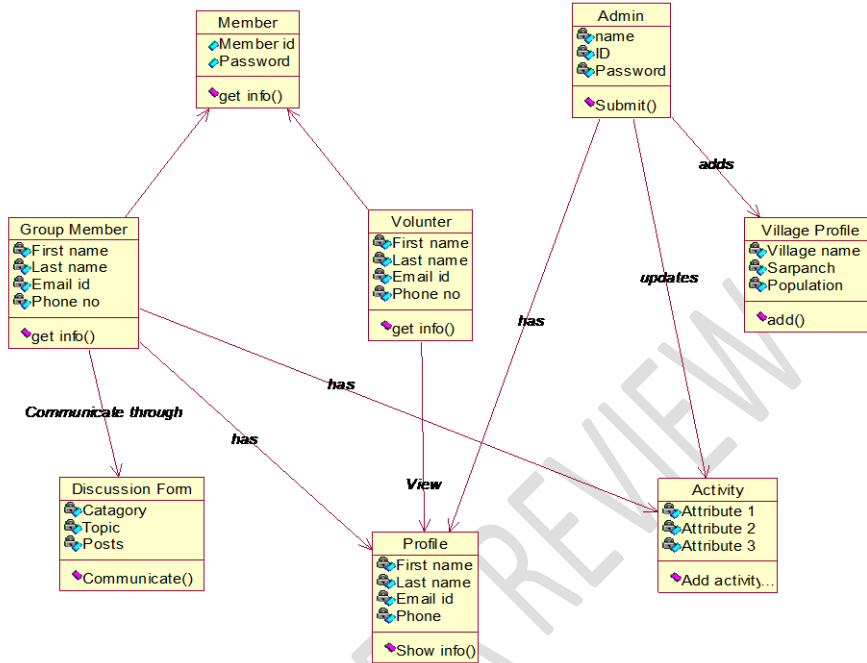 Member
Member id
Password
get info()
Admin
name
ID
Password
Submit()
adds
Group Member
First name
Last name
Email id
Phone no
get info()
Volunter
First name
Last name
Email id
Phone no
get info()
Village Profile
Village name
Sarpanch
Population
add()
updates
has
has
Communicate through
has
View
Discussion Form
Catagory
Topic
Posts
Communicate()
Profile
First name
Last name
Email id
Phone
Show info()
Activity
Attribute 1
Attribute 2
Attribute 3
Add activity...
REVIEW